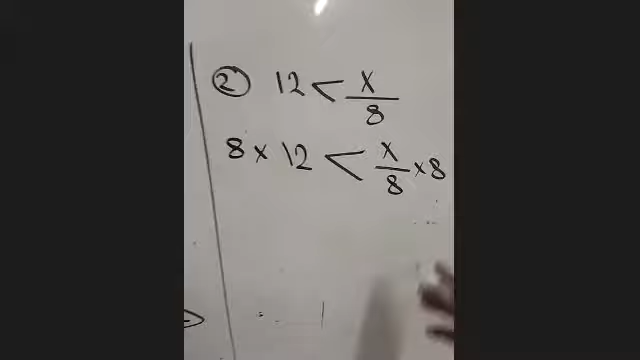 ② 12 < x/8
8 × 12 < x/8 × 8